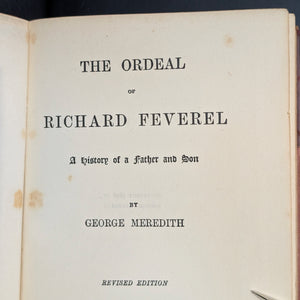 THE ORDEAL
OF
RICHARD FEVEREL
A History of a Father and Son
BY
GEORGE MEREDITH
REVISED EDITION